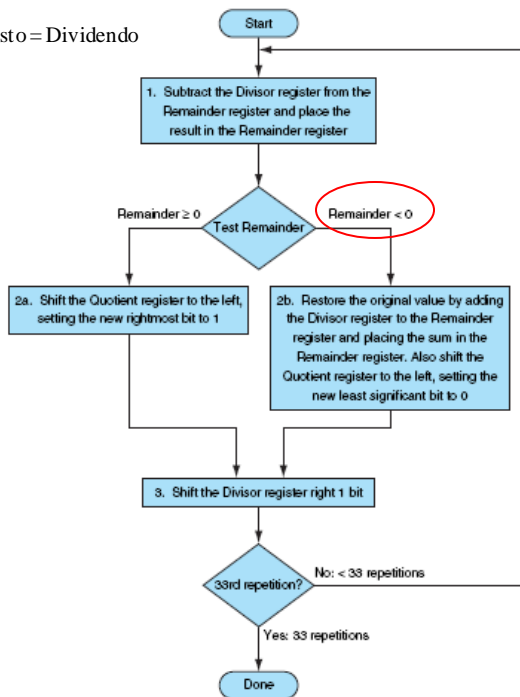 Start
sto = Dividendo
1. Subtract the Divisor register from the
Remainder register and place the
result in the Remainder register
Remainder ≥ 0
Test Remainder
Remainder < 0
2a. Shift the Quotient register to the left,
setting the new rightmost bit to 1
2b. Restore the original value by adding
the Divisor register to the Remainder
register and placing the sum in the
Remainder register. Also shift the
Quotient register to the left, setting the
new least significant bit to 0
3. Shift the Divisor register right 1 bit
33rd repetition?
No: < 33 repetitions
Yes: 33 repetitions
Done